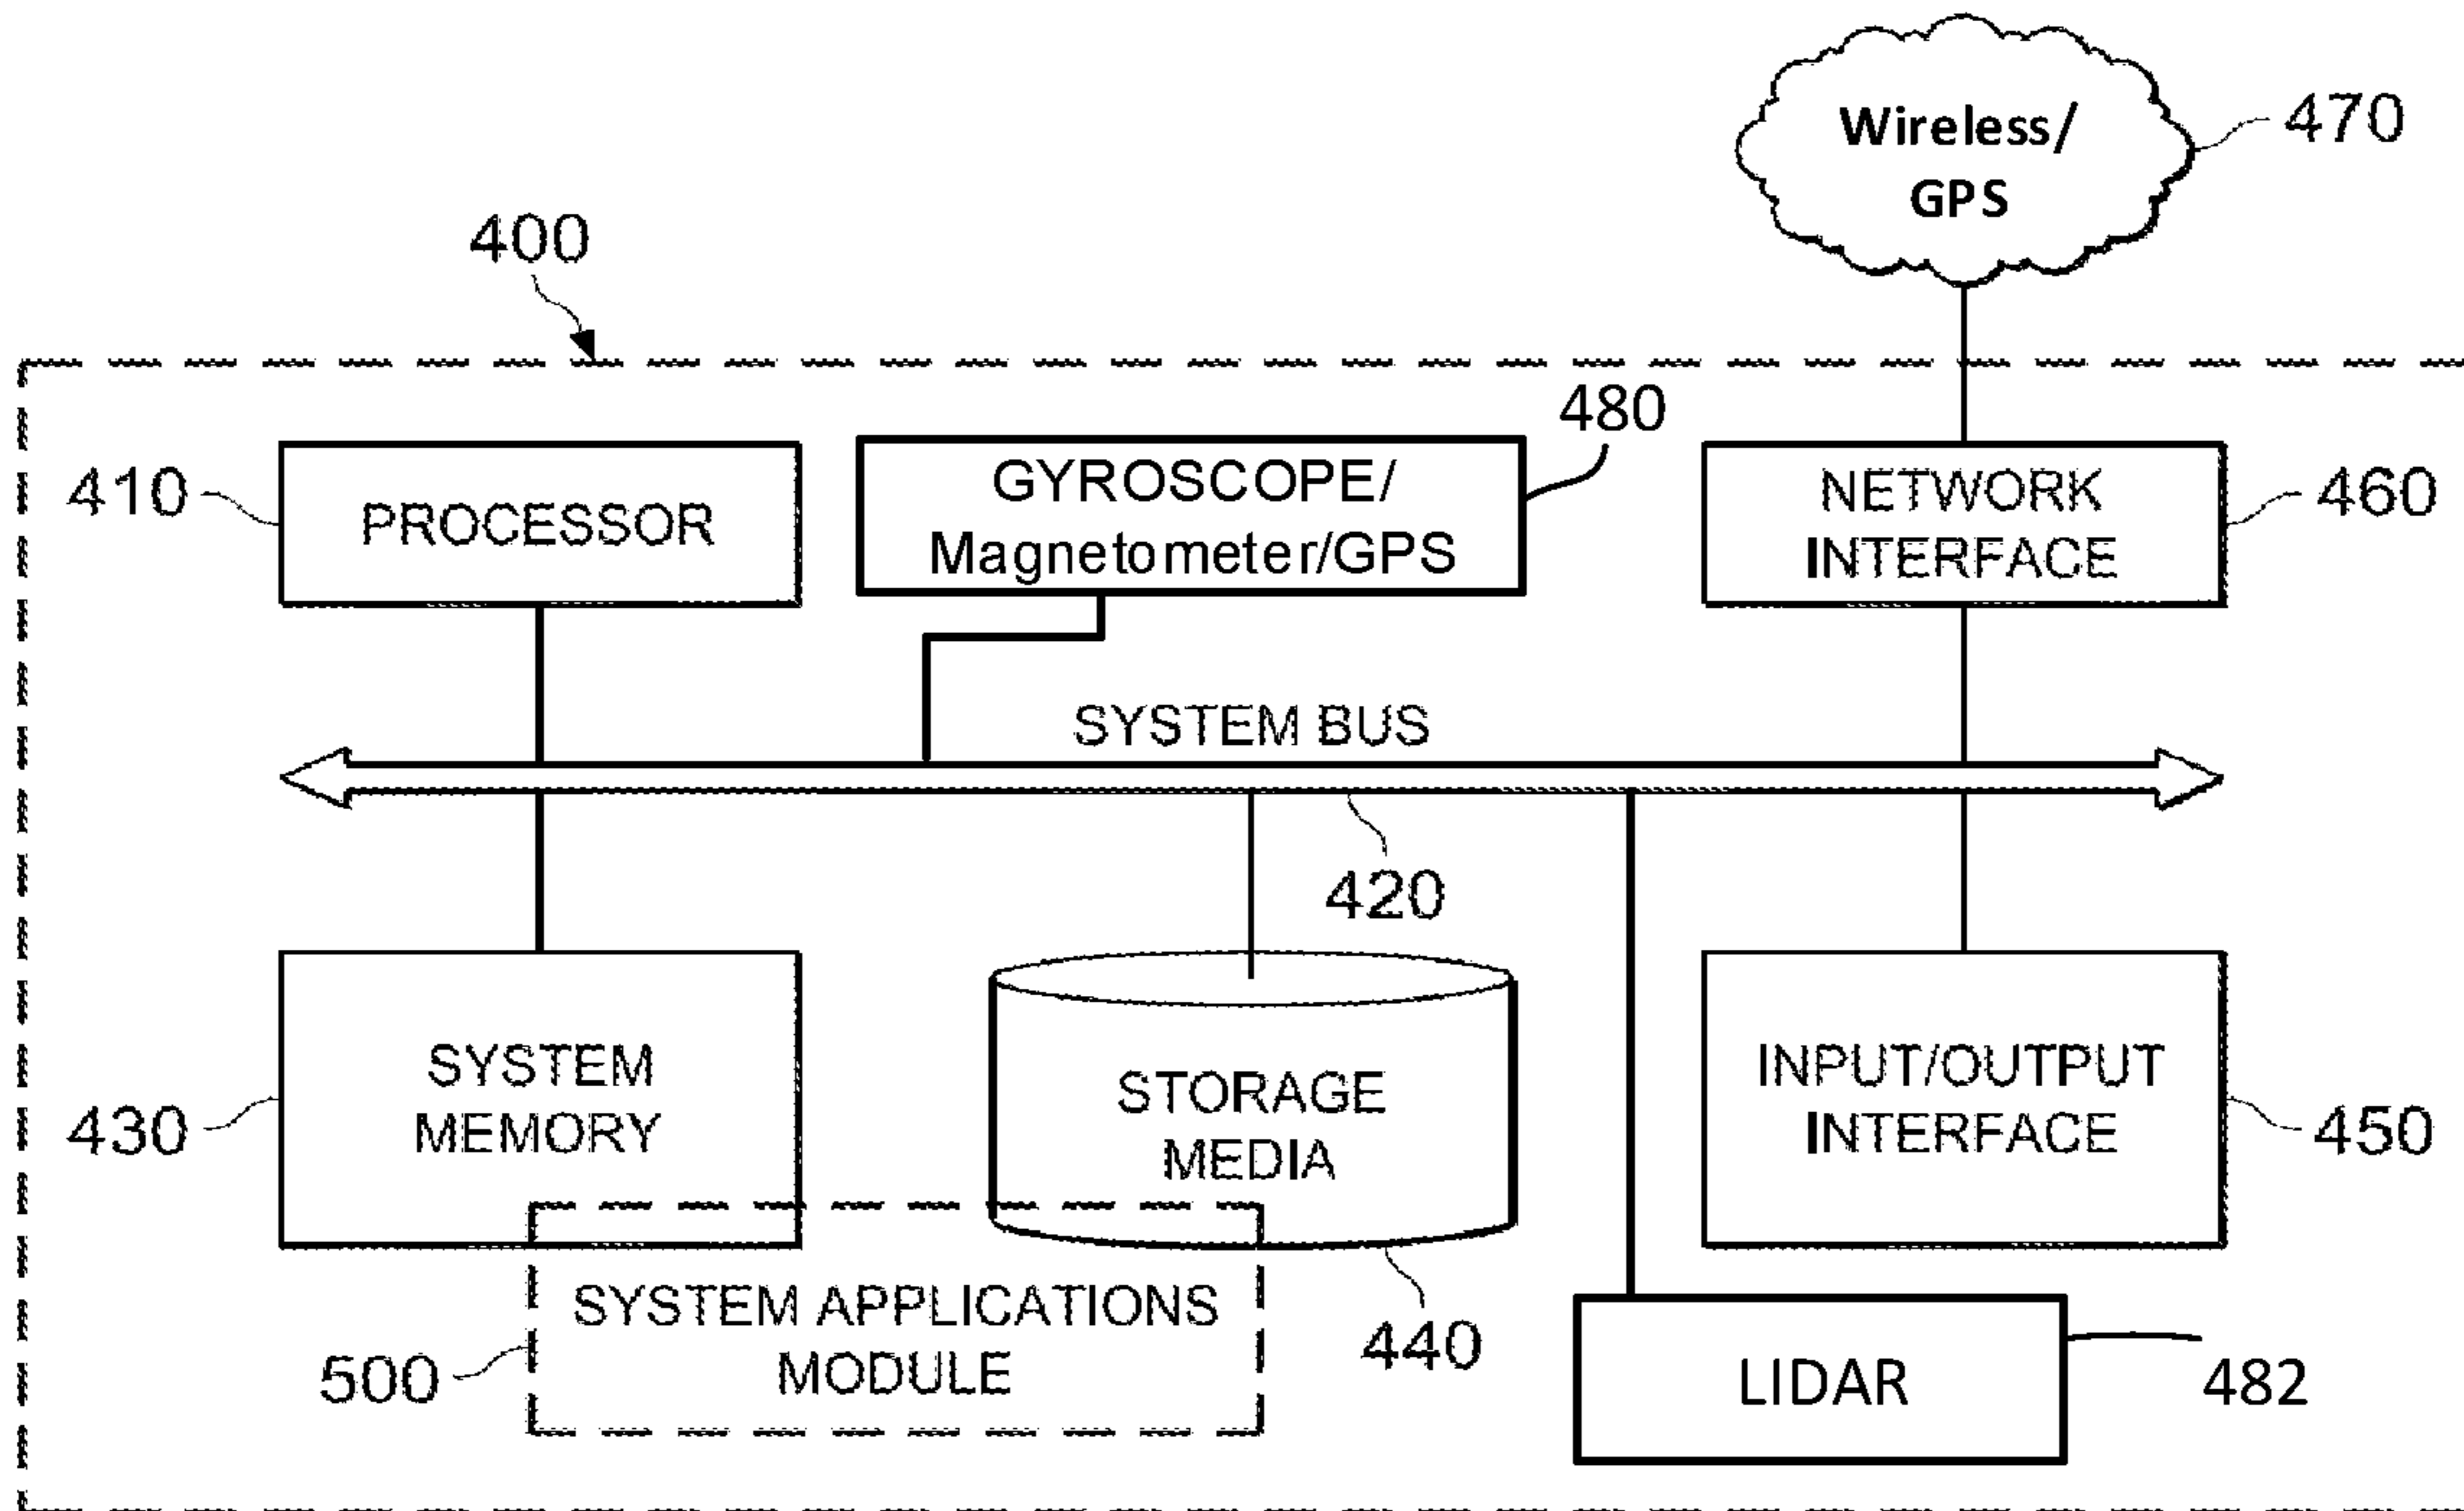 Wireless/
GPS
470
400
480
410
PROCESSOR
GYROSCOPE/
Magnetometer/GPS
NETWORK
INTERFACE
460
SYSTEM BUS
420
430
SYSTEM
MEMORY
STORAGE
MEDIA
INPUT/OUTPUT
INTERFACE
450
500
SYSTEM APPLICATIONS
MODULE
440
LIDAR
482